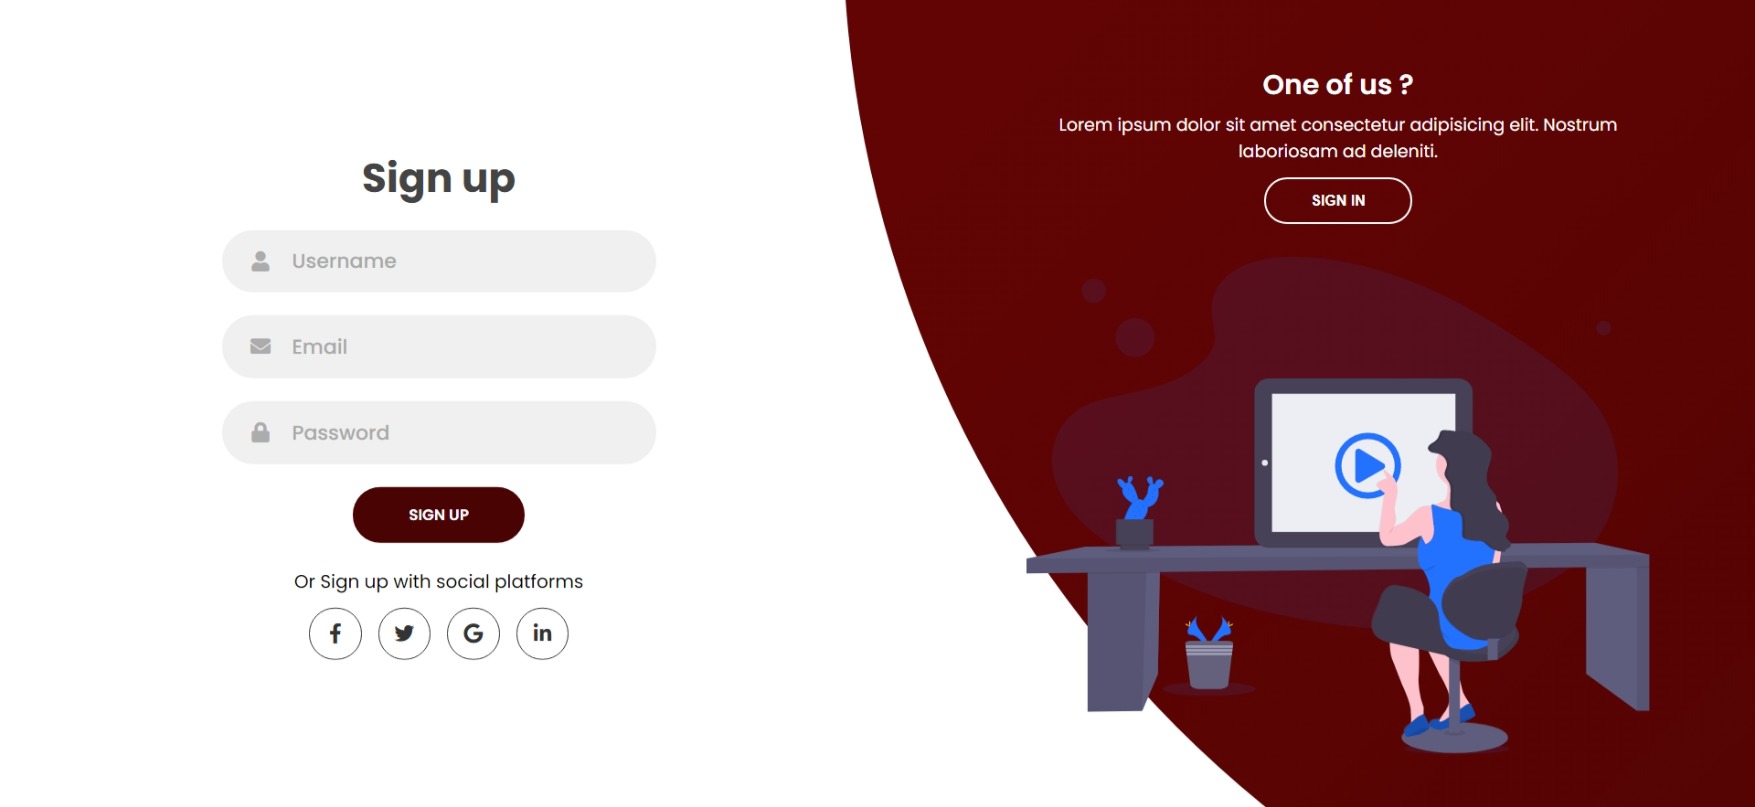 Sign up
Username
Email
Password
SIGN UP
Or Sign up with social platforms
One of us ?
Lorem ipsum dolor sit amet consectetur adipisicing elit. Nostrum
laboriosam ad deleniti.
SIGN IN